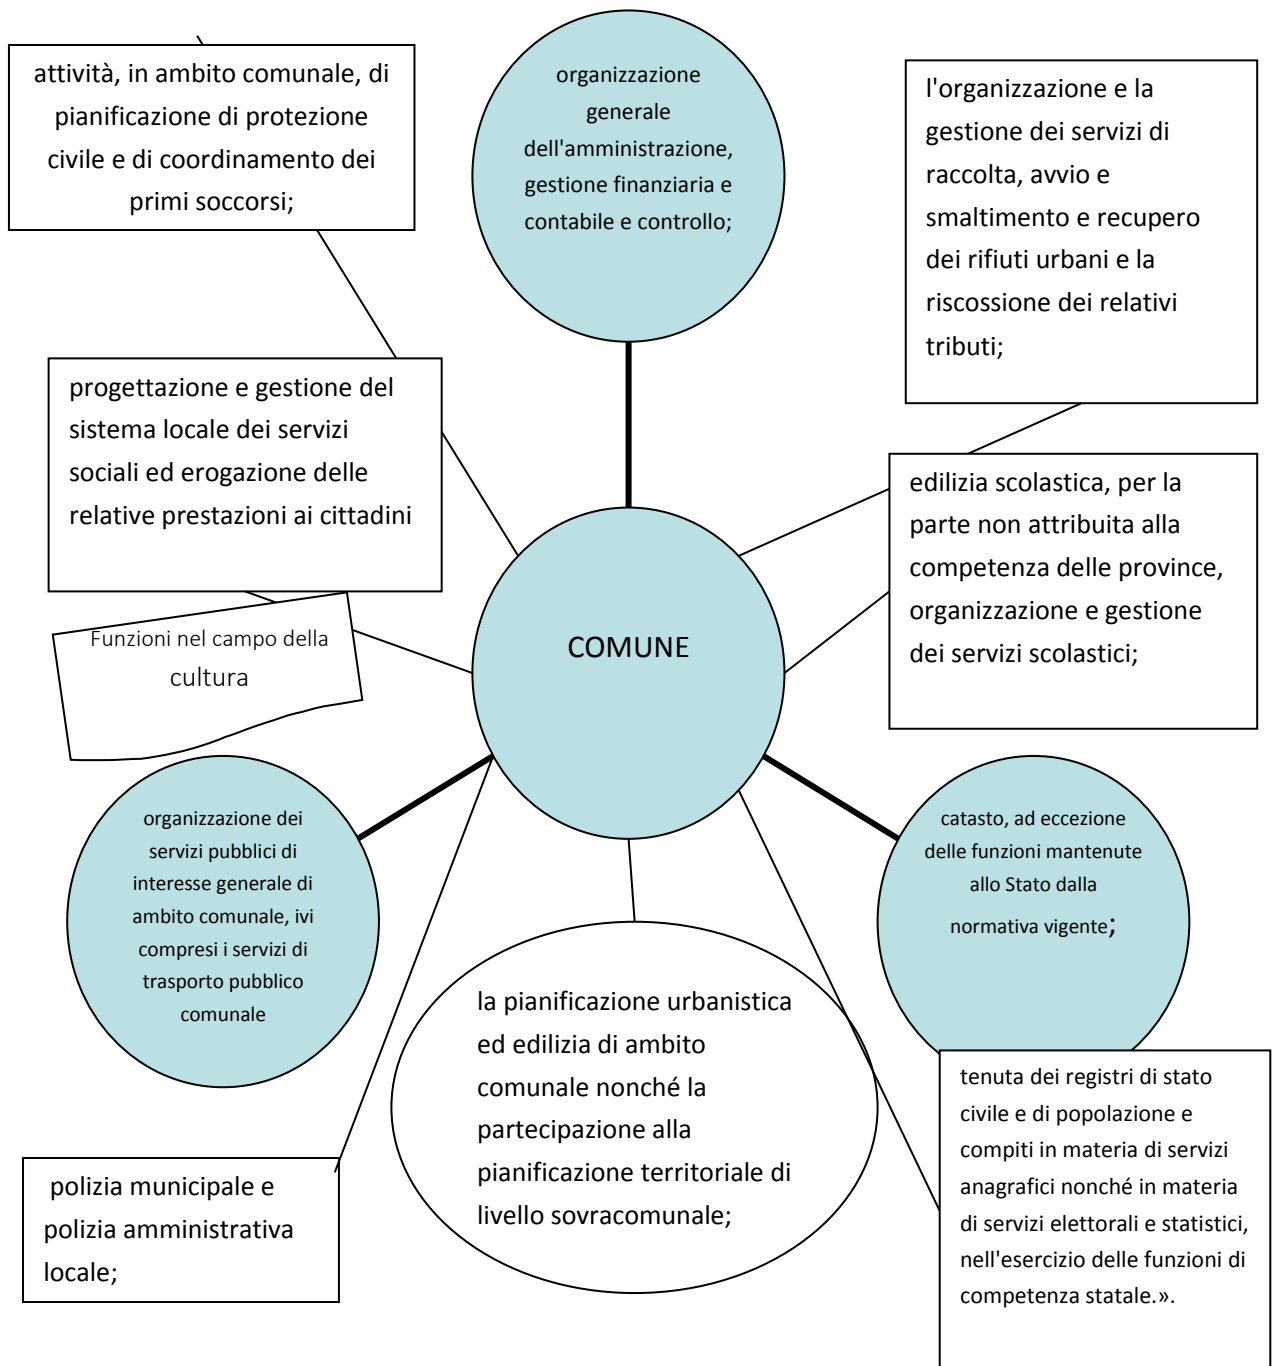 attività, in ambito comunale, di
pianificazione di protezione
civile e di coordinamento dei
primi soccorsi;
organizzazione
generale
dell'amministrazione,
gestione finanziaria e
contabile e controllo;
l'organizzazione e la
gestione dei servizi di
raccolta, avvio e
smaltimento e recupero
dei rifiuti urbani e la
riscossione dei relativi
tributi;
progettazione e gestione del
sistema locale dei servizi
sociali ed erogazione delle
relative prestazioni ai cittadini
edilizia scolastica, per la
parte non attribuita alla
competenza delle province,
organizzazione e gestione
dei servizi scolastici;
Funzioni nel campo della
cultura
COMUNE
organizzazione dei
servizi pubblici di
interesse generale di
ambito comunale, ivi
compresi i servizi di
trasporto pubblico
comunale
catasto, ad eccezione
delle funzioni mantenute
allo Stato dalla
normativa vigente;
la pianificazione urbanistica
ed edilizia di ambito
comunale nonché la
partecipazione alla
pianificazione territoriale di
livello sovracomunale;
polizia municipale e
polizia amministrativa
locale;
tenuta dei registri di stato
civile e di popolazione e
compiti in materia di servizi
anagrafici nonché in materia
di servizi elettorali e statistici,
nell'esercizio delle funzioni di
competenza statale.».